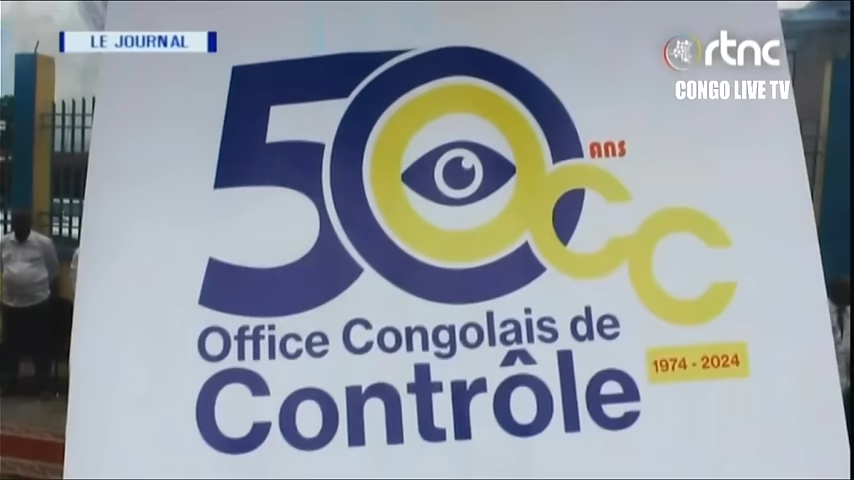 LE JOURNAL
rtnc
CONGO LIVE TV
50 ans
OCC
Office Congolais de
Contrôle
1974 - 2024